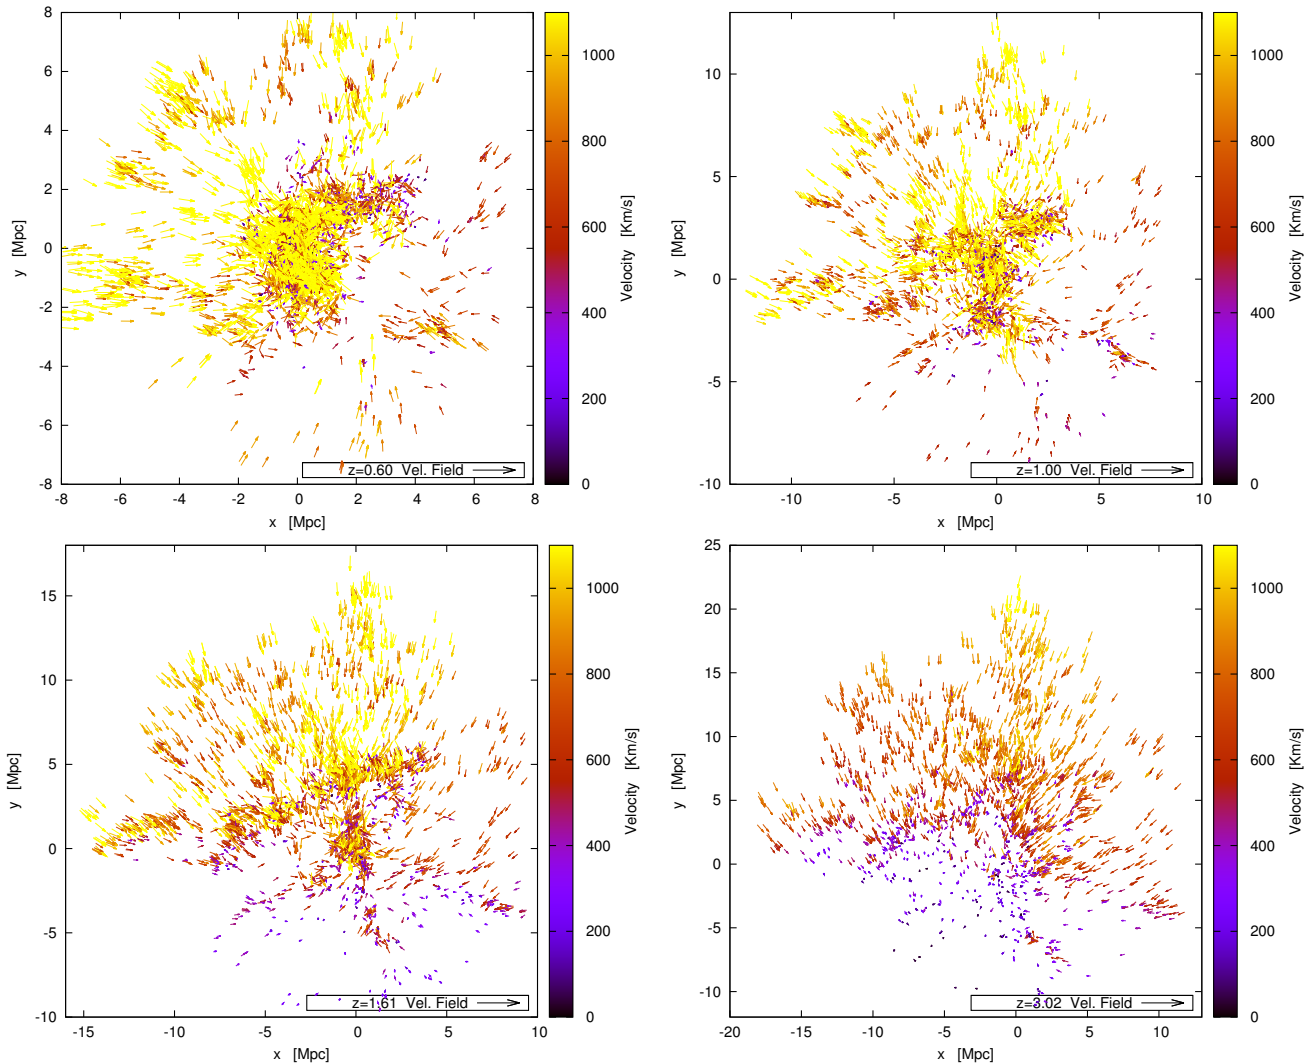 8
6
4
2
0
-2
-4
-6
-8
y [Mpc]
-8 -6 -4 -2 0 2 4 6 8
x [Mpc]
z=0.60 Vel. Field
1000
800
600
400
200
0
Velocity [Km/s]
10
5
0
-5
-10
y [Mpc]
-10 -5 0 5 10
x [Mpc]
z=1.00 Vel. Field
1000
800
600
400
200
0
Velocity [Km/s]
15
10
5
0
-5
-10
y [Mpc]
-15 -10 -5 0 5 10
x [Mpc]
z=1.61 Vel. Field
1000
800
600
400
200
0
Velocity [Km/s]
25
20
15
10
5
0
-5
-10
y [Mpc]
-20 -15 -10 -5 0 5 10
x [Mpc]
z=3.02 Vel. Field
1000
800
600
400
200
0
Velocity [Km/s]